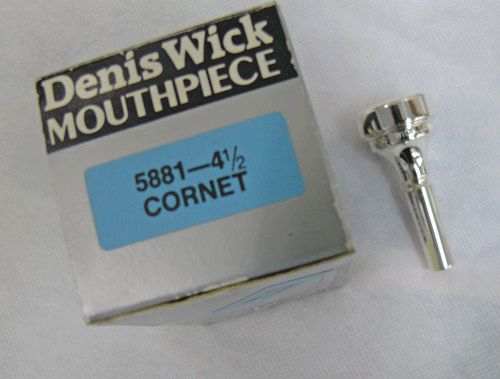 Denis Wick
MOUTHPIECE
5881–4½
CORNET